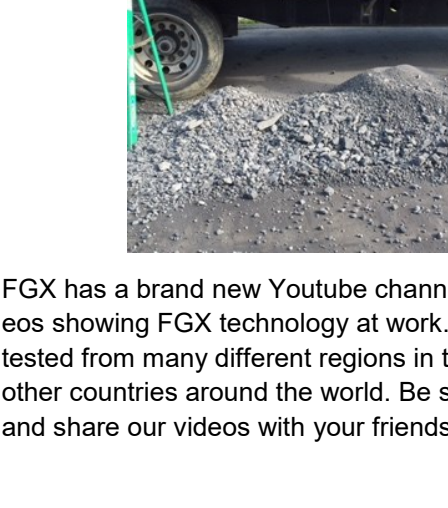 FGX has a brand new Youtube chann
eos showing FGX technology at work.
tested from many different regions in t
other countries around the world. Be s
and share our videos with your friends